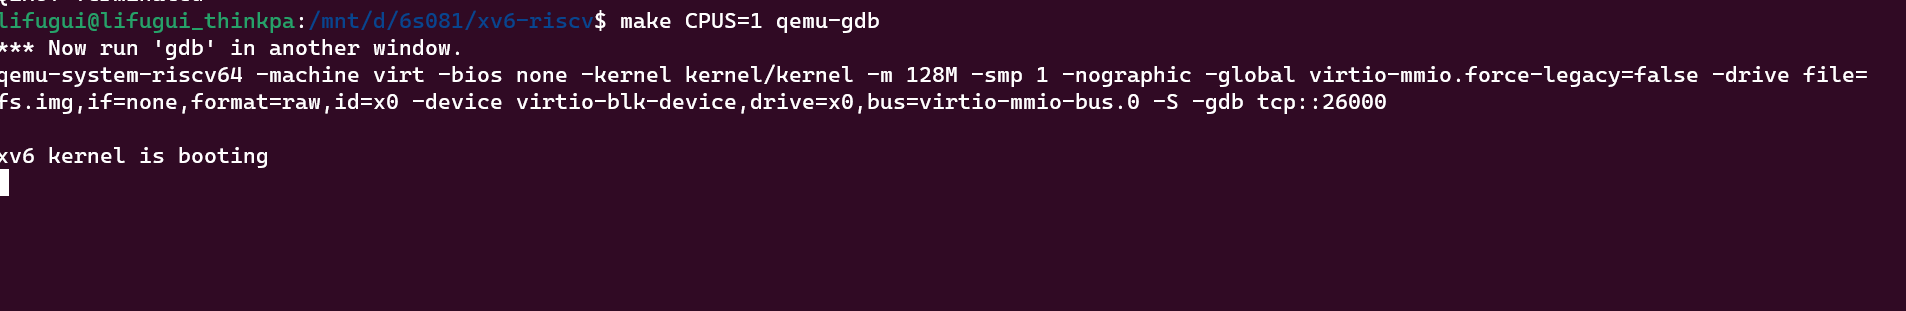 lifugui@lifugui_thinkpa:/mnt/d/6s081/xv6-riscv$ make CPUS=1 qemu-gdb
*** Now run 'gdb' in another window.
qemu-system-riscv64 -machine virt -bios none -kernel kernel/kernel -m 128M -smp 1 -nographic -global virtio-mmio.force-legacy=false -drive file=
fs.img,if=none,format=raw,id=x0 -device virtio-blk-device,drive=x0,bus=virtio-mmio-bus.0 -S -gdb tcp::26000
xv6 kernel is booting